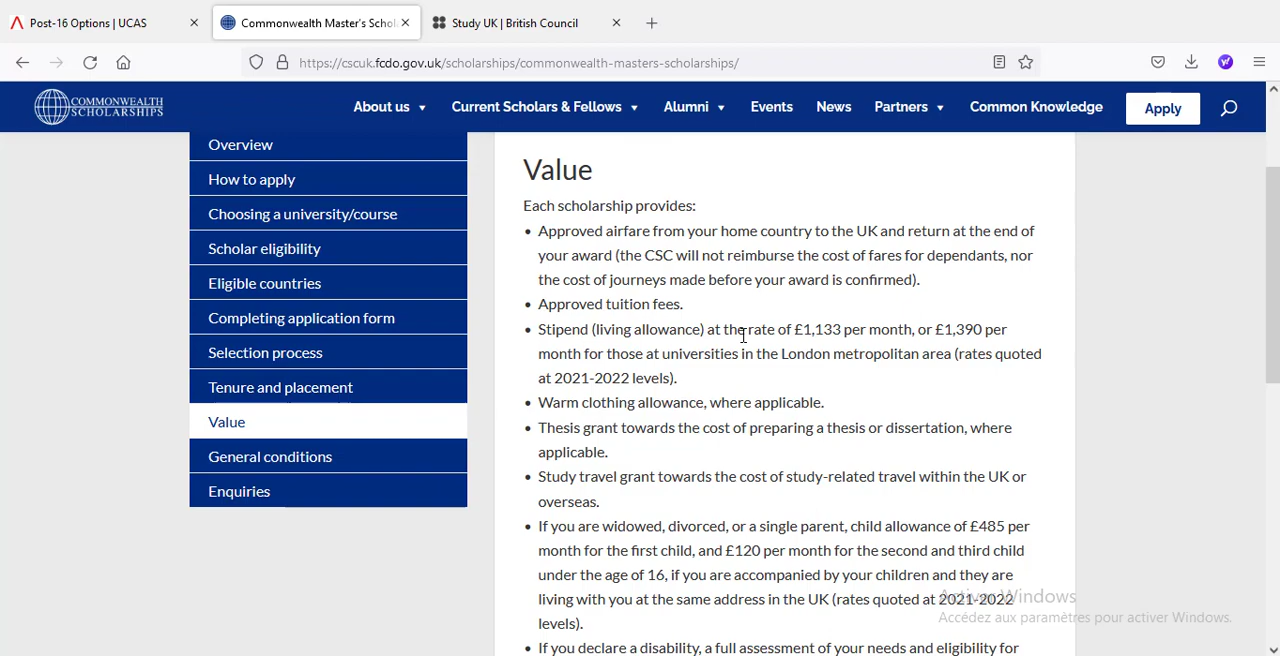 Post-16 Options | UCAS
Commonwealth Master's Schol
Study UK | British Council
https://cscuk.fcdo.gov.uk/scholarships/commonwealth-masters-scholarships/
COMMONWEALTH
SCHOLARSHIPS
About us
Current Scholars & Fellows
Alumni
Events
News
Partners
Common Knowledge
Apply
Overview
How to apply
Choosing a university/course
Scholar eligibility
Eligible countries
Completing application form
Selection process
Tenure and placement
Value
General conditions
Enquiries
Value
Each scholarship provides:
• Approved airfare from your home country to the UK and return at the end of
your award (the CSC will not reimburse the cost of fares for dependants, nor
the cost of journeys made before your award is confirmed).
• Approved tuition fees.
• Stipend (living allowance) at the rate of £1,133 per month, or £1,390 per
month for those at universities in the London metropolitan area (rates quoted
at 2021-2022 levels).
• Warm clothing allowance, where applicable.
• Thesis grant towards the cost of preparing a thesis or dissertation, where
applicable.
• Study travel grant towards the cost of study-related travel within the UK or
overseas.
• If you are widowed, divorced, or a single parent, child allowance of £485 per
month for the first child, and £120 per month for the second and third child
under the age of 16, if you are accompanied by your children and they are
living with you at the same address in the UK (rates quoted at 2021-2022
levels).
• If you declare a disability, a full assessment of your needs and eligibility for
Activer Windows
Accédez aux paramètres pour activer Windows.